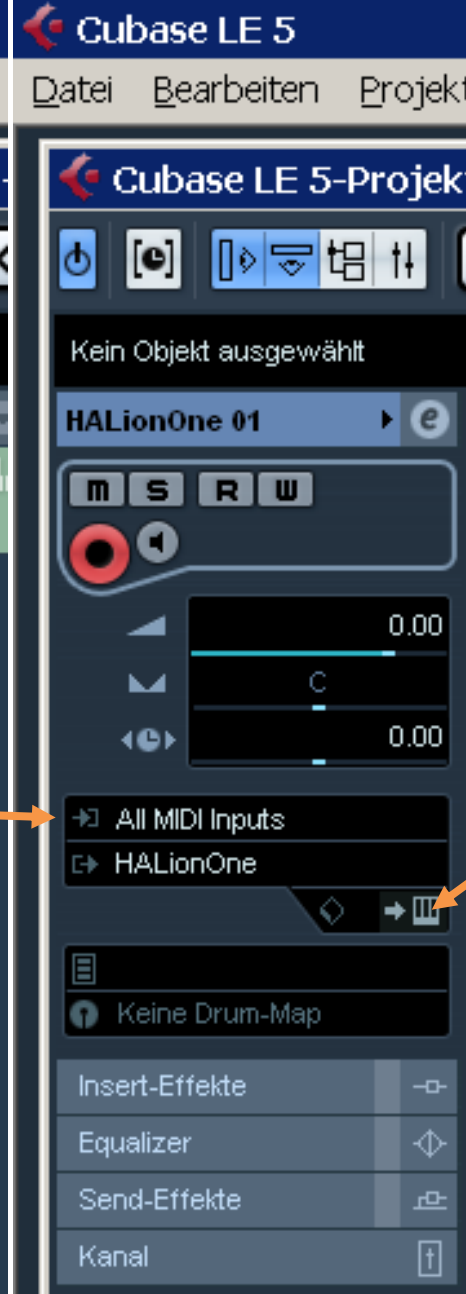 Cubase LE 5
Datei Bearbeiten Projekt
Cubase LE 5-Projekt
Kein Objekt ausgewählt
HALionOne 01 e
m S R W
0.00
C
0.00
All MIDI Inputs
HALionOne
Keine Drum-Map
Insert-Effekte
Equalizer
Send-Effekte
Kanal